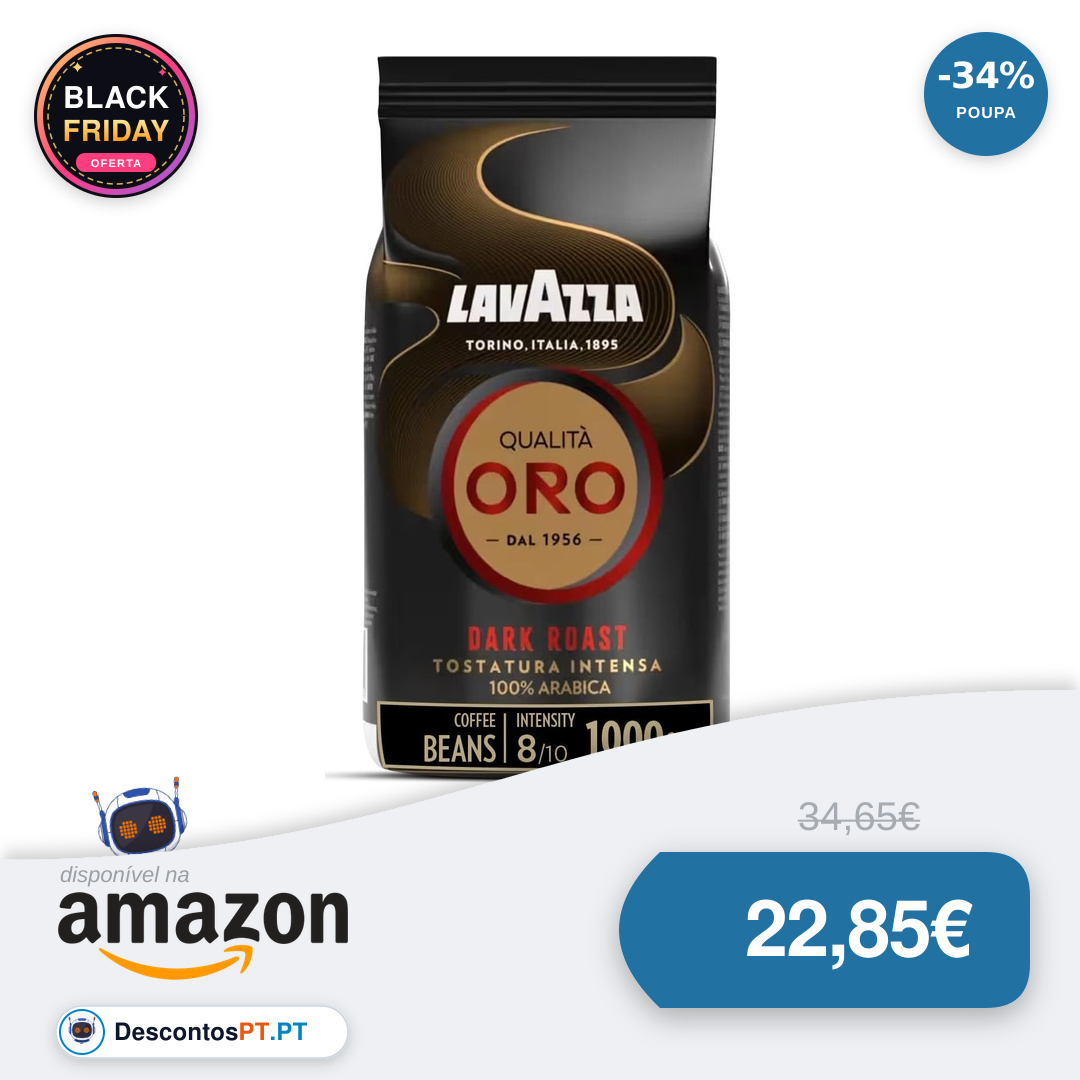 BLACK
FRIDAY
OFERTA
-34%
POUPA
LAVAZZA
TORINO, ITALIA, 1895
QUALITÀ
ORO
— DAL 1956 —
DARK ROAST
TOSTATURA INTENSA
100% ARABICA
COFFEE
BEANS
INTENSITY
8/10
1000
34,65€
22,85€
disponível na
amazon
DescontosPT.PT